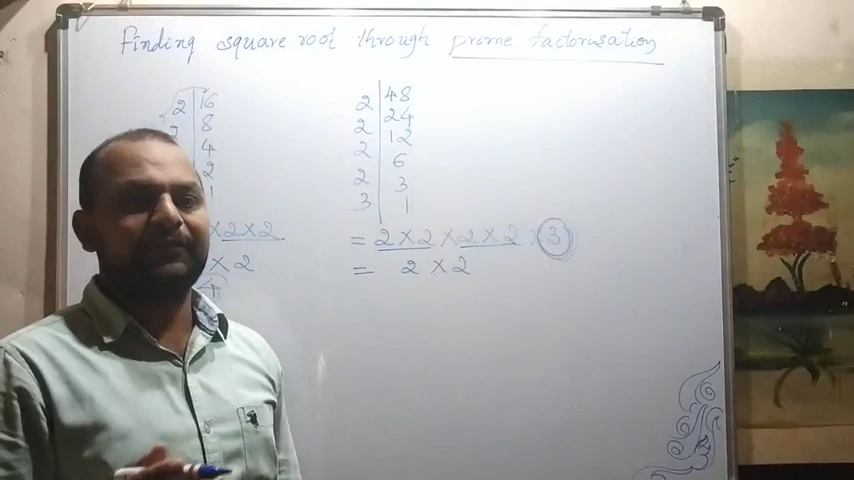 Finding square root through prime factorisation
2 | 16
8
4
2
1
× 2 × 2
× 2
4
2 | 48
2 | 24
2 | 12
2 | 6
3 | 3
1
= 2 × 2 × 2 × 2 × 3
= 2 × 2